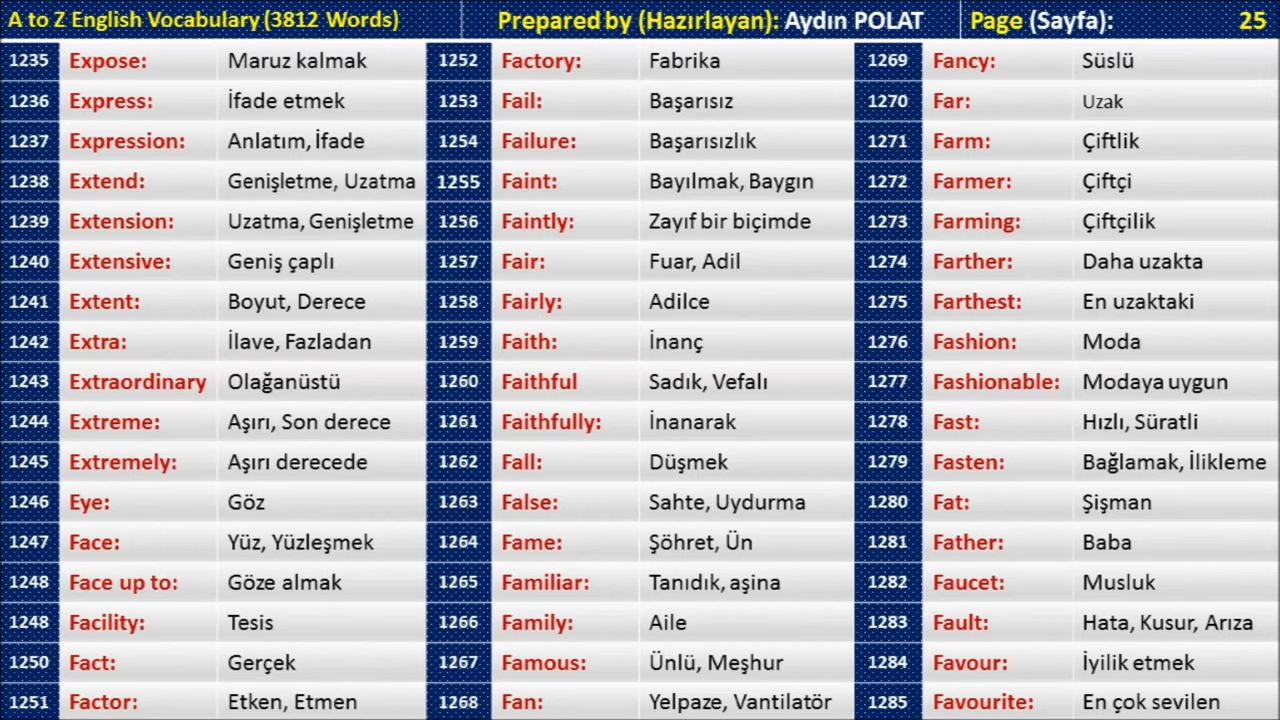 A to Z English Vocabulary (3812 Words) Prepared by (Hazırlayan): Aydın POLAT Page (Sayfa): 25
1235 Expose: Maruz kalmak
1236 Express: İfade etmek
1237 Expression: Anlatım, İfade
1238 Extend: Genişletme, Uzatma
1239 Extension: Uzatma, Genişletme
1240 Extensive: Geniş çaplı
1241 Extent: Boyut, Derece
1242 Extra: İlave, Fazladan
1243 Extraordinary Olağanüstü
1244 Extreme: Aşırı, Son derece
1245 Extremely: Aşırı derecede
1246 Eye: Göz
1247 Face: Yüz, Yüzleşmek
1248 Face up to: Göze almak
1248 Facility: Tesis
1250 Fact: Gerçek
1251 Factor: Etken, Etmen
1252 Factory: Fabrika
1253 Fail: Başarısız
1254 Failure: Başarısızlık
1255 Faint: Bayılmak, Baygın
1256 Faintly: Zayıf bir biçimde
1257 Fair: Fuar, Adil
1258 Fairly: Adilce
1259 Faith: İnanç
1260 Faithful Sadık, Vefalı
1261 Faithfully: İnanarak
1262 Fall: Düşmek
1263 False: Sahte, Uydurma
1264 Fame: Şöhret, Ün
1265 Familiar: Tanıdık, aşina
1266 Family: Aile
1267 Famous: Ünlü, Meşhur
1268 Fan: Yelpaze, Vantilatör
1269 Fancy: Süslü
1270 Far: Uzak
1271 Farm: Çiftlik
1272 Farmer: Çiftçi
1273 Farming: Çiftçilik
1274 Farther: Daha uzakta
1275 Farthest: En uzaktaki
1276 Fashion: Moda
1277 Fashionable: Modaya uygun
1278 Fast: Hızlı, Süratli
1279 Fasten: Bağlamak, İlikleme
1280 Fat: Şişman
1281 Father: Baba
1282 Faucet: Musluk
1283 Fault: Hata, Kusur, Arıza
1284 Favour: İyilik etmek
1285 Favourite: En çok sevilen